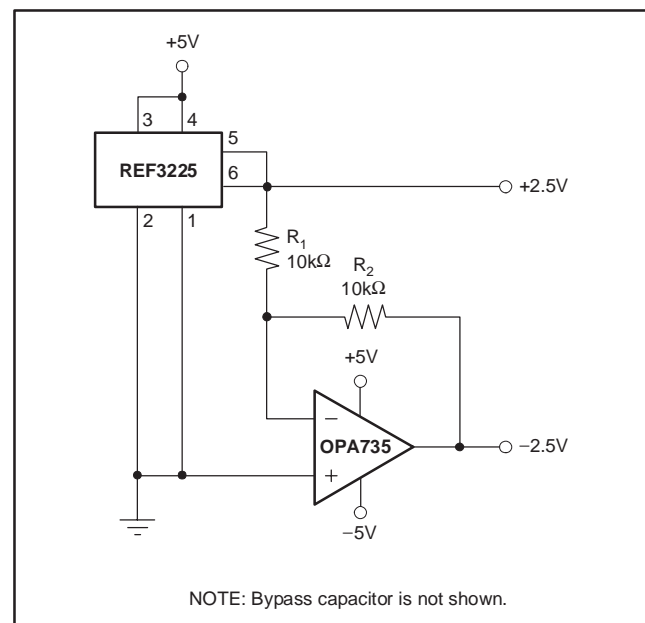 +5V
3 4
5
REF3225
6
+2.5V
2 1
R1
10kΩ
R2
10kΩ
+5V
−
OPA735
−2.5V
+
−5V
NOTE: Bypass capacitor is not shown.